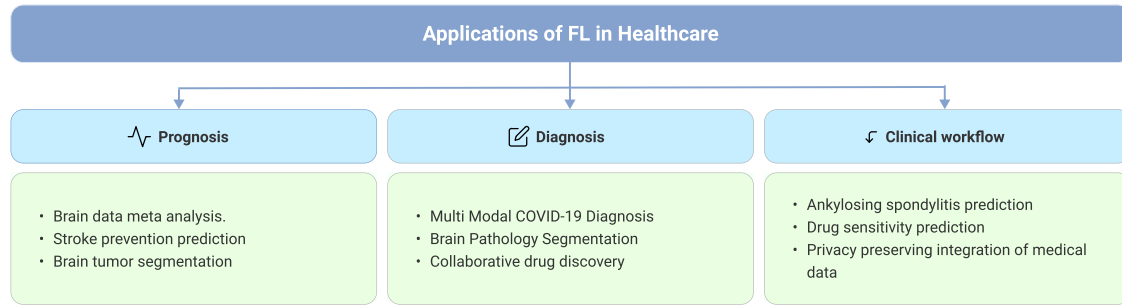 Applications of FL in Healthcare
Prognosis
Diagnosis
Clinical workflow
• Brain data meta analysis.
• Stroke prevention prediction
• Brain tumor segmentation
• Multi Modal COVID-19 Diagnosis
• Brain Pathology Segmentation
• Collaborative drug discovery
• Ankylosing spondylitis prediction
• Drug sensitivity prediction
• Privacy preserving integration of medical
data